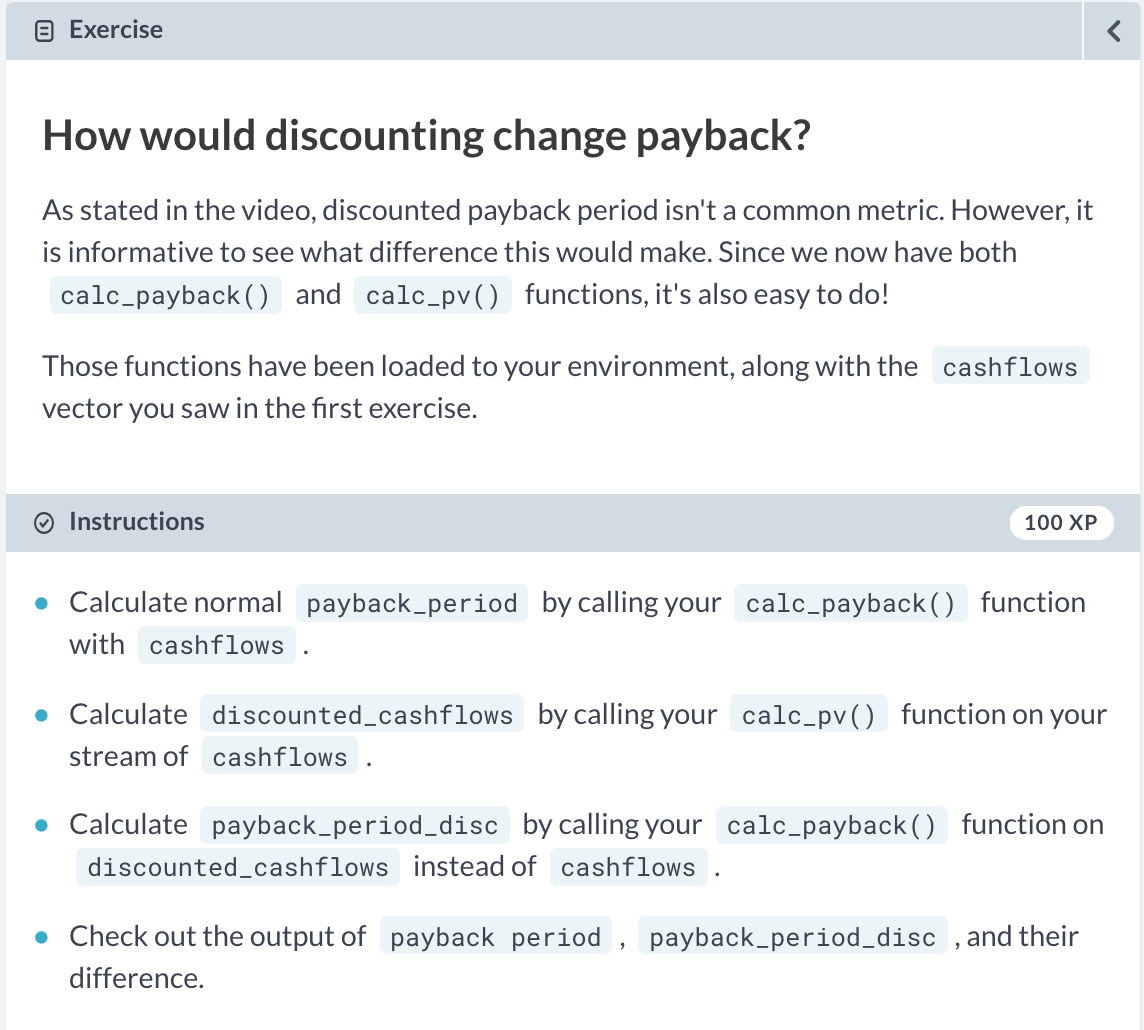 Exercise
How would discounting change payback?
As stated in the video, discounted payback period isn't a common metric. However, it
is informative to see what difference this would make. Since we now have both
calc_payback() and calc_pv() functions, it's also easy to do!
Those functions have been loaded to your environment, along with the cashflows
vector you saw in the first exercise.
Instructions
100 XP
Calculate normal payback_period by calling your calc_payback() function
with cashflows .
Calculate discounted_cashflows by calling your calc_pv() function on your
stream of cashflows .
Calculate payback_period_disc by calling your calc_payback() function on
discounted_cashflows instead of cashflows .
Check out the output of payback period , payback_period_disc , and their
difference.